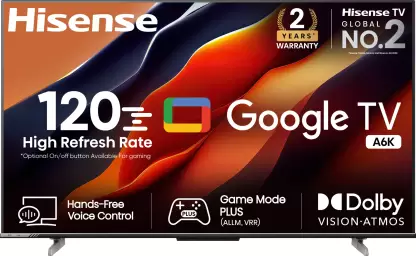 Hisense
2
YEARS*
WARRANTY
Hisense TV
GLOBAL
NO.2
120
High Refresh Rate
*Optional On/off button Available For gaming
Google TV
A6K
Hands-Free
Voice Control
PLUS
Game Mode
PLUS
(ALLM, VRR)
Dolby
VISION·ATMOS